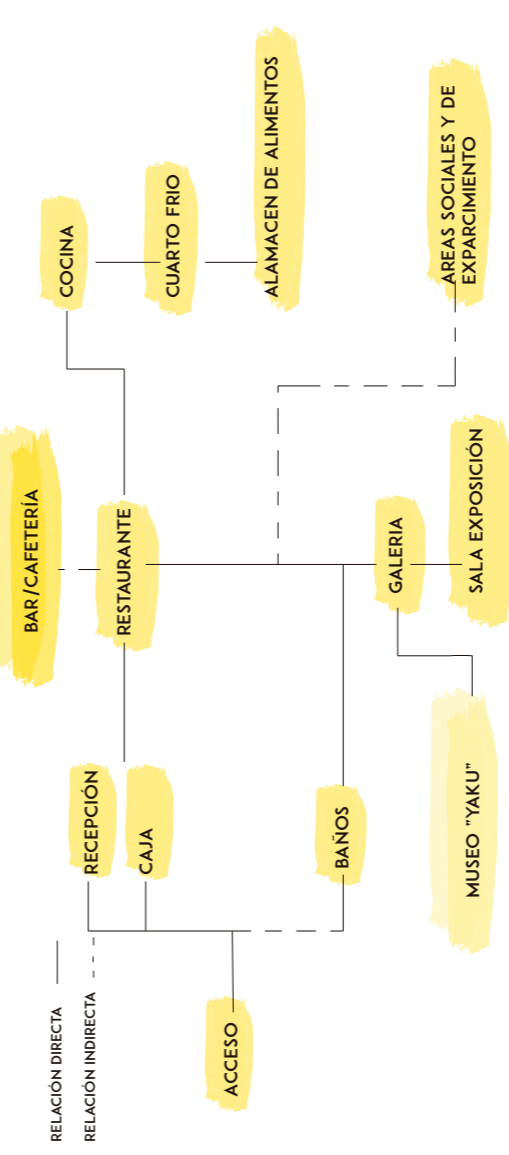 RELACIÓN DIRECTA
RELACIÓN INDIRECTA
BAR/CAFETERÍA
COCINA
RECEPCIÓN
CAJA
RESTAURANTE
CUARTO FRIO
ALAMACEN DE ALIMENTOS
ACCESO
BAÑOS
GALERIA
AREAS SOCIALES Y DE
EXPARCIMIENTO
MUSEO "YAKU"
SALA EXPOSICIÓN